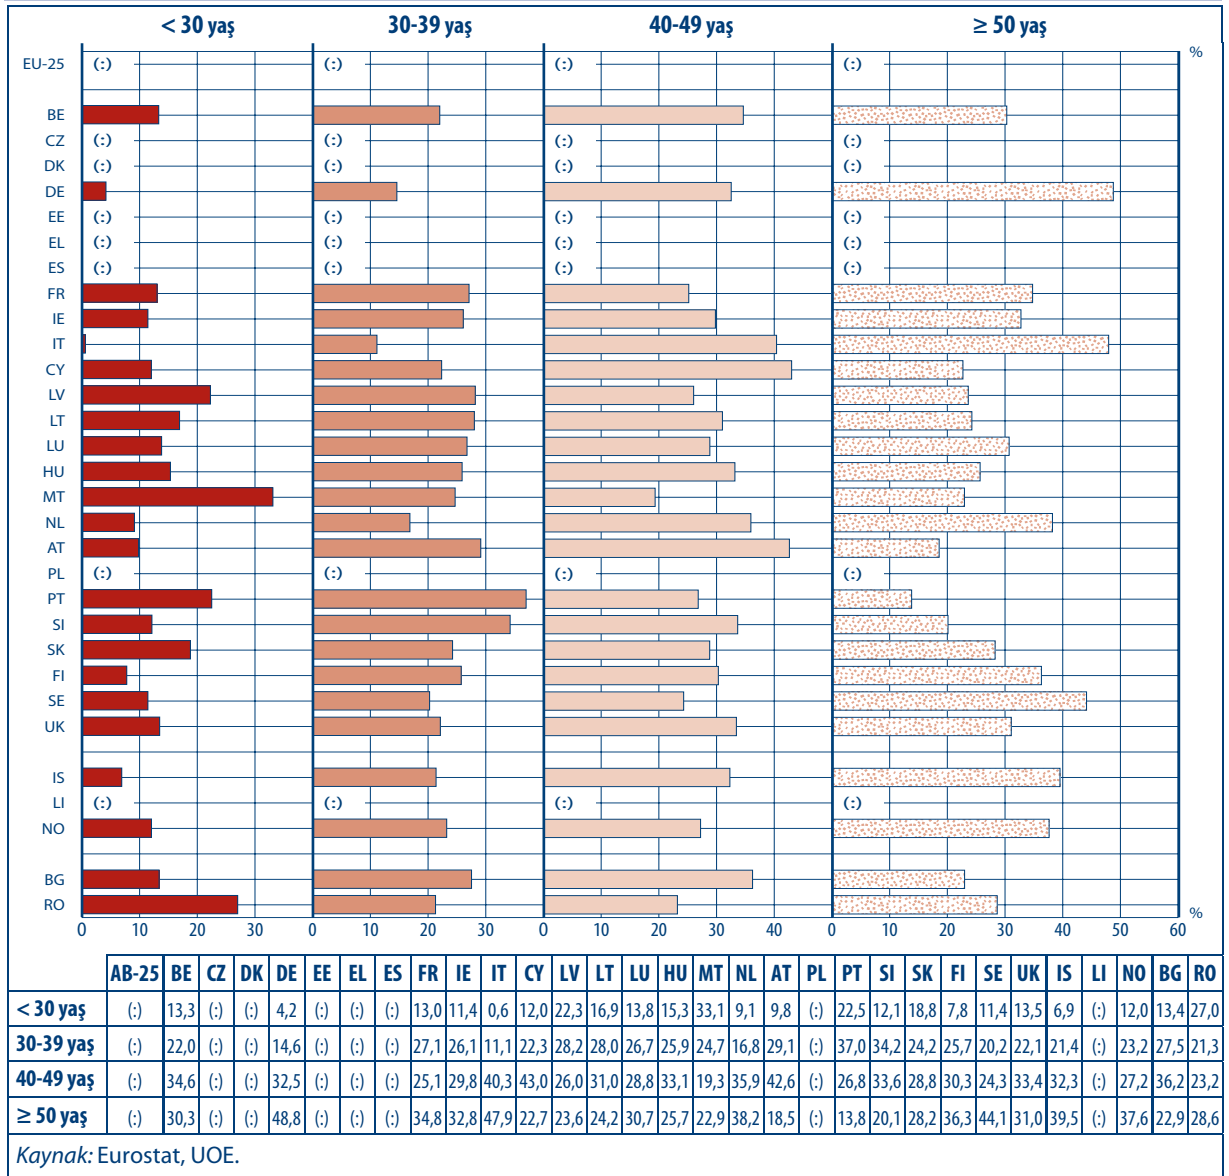 < 30 yaş 30-39 yaş 40-49 yaş ≥ 50 yaş
%
EU-25 (:) (:) (:) (:)
BE
CZ (:) (:) (:) (:)
DK (:) (:) (:) (:)
DE
EE (:) (:) (:) (:)
EL (:) (:) (:) (:)
ES (:) (:) (:) (:)
FR
IE
IT
CY
LV
LT
LU
HU
MT
NL
AT
PL (:) (:) (:) (:)
PT
SI
SK
FI
SE
UK
IS
LI (:) (:) (:) (:)
NO
BG
RO
%
0 10 20 30 0 10 20 30 0 10 20 30 40 0 10 20 30 40 50 60
AB-25 BE CZ DK DE EE EL ES FR IE IT CY LV LT LU HU MT NL AT PL PT SI SK FI SE UK IS LI NO BG RO
< 30 yaş (:) 13,3 (:) (:) 4,2 (:) (:) (:) 13,0 11,4 0,6 12,0 22,3 16,9 13,8 15,3 33,1 9,1 9,8 (:) 22,5 12,1 18,8 7,8 11,4 13,5 6,9 (:) 12,0 13,4 27,0
30-39 yaş (:) 22,0 (:) (:) 14,6 (:) (:) (:) 27,1 26,1 11,1 22,3 28,2 28,0 26,7 25,9 24,7 16,8 29,1 (:) 37,0 34,2 24,2 25,7 20,2 22,1 21,4 (:) 23,2 27,5 21,3
40-49 yaş (:) 34,6 (:) (:) 32,5 (:) (:) (:) 25,1 29,8 40,3 43,0 26,0 31,0 28,8 33,1 19,3 35,9 42,6 (:) 26,8 33,6 28,8 30,3 24,3 33,4 32,3 (:) 27,2 36,2 23,2
≥ 50 yaş (:) 30,3 (:) (:) 48,8 (:) (:) (:) 34,8 32,8 47,9 22,7 23,6 24,2 30,7 25,7 22,9 38,2 18,5 (:) 13,8 20,1 28,2 36,3 44,1 31,0 39,5 (:) 37,6 22,9 28,6
Kaynak: Eurostat, UOE.